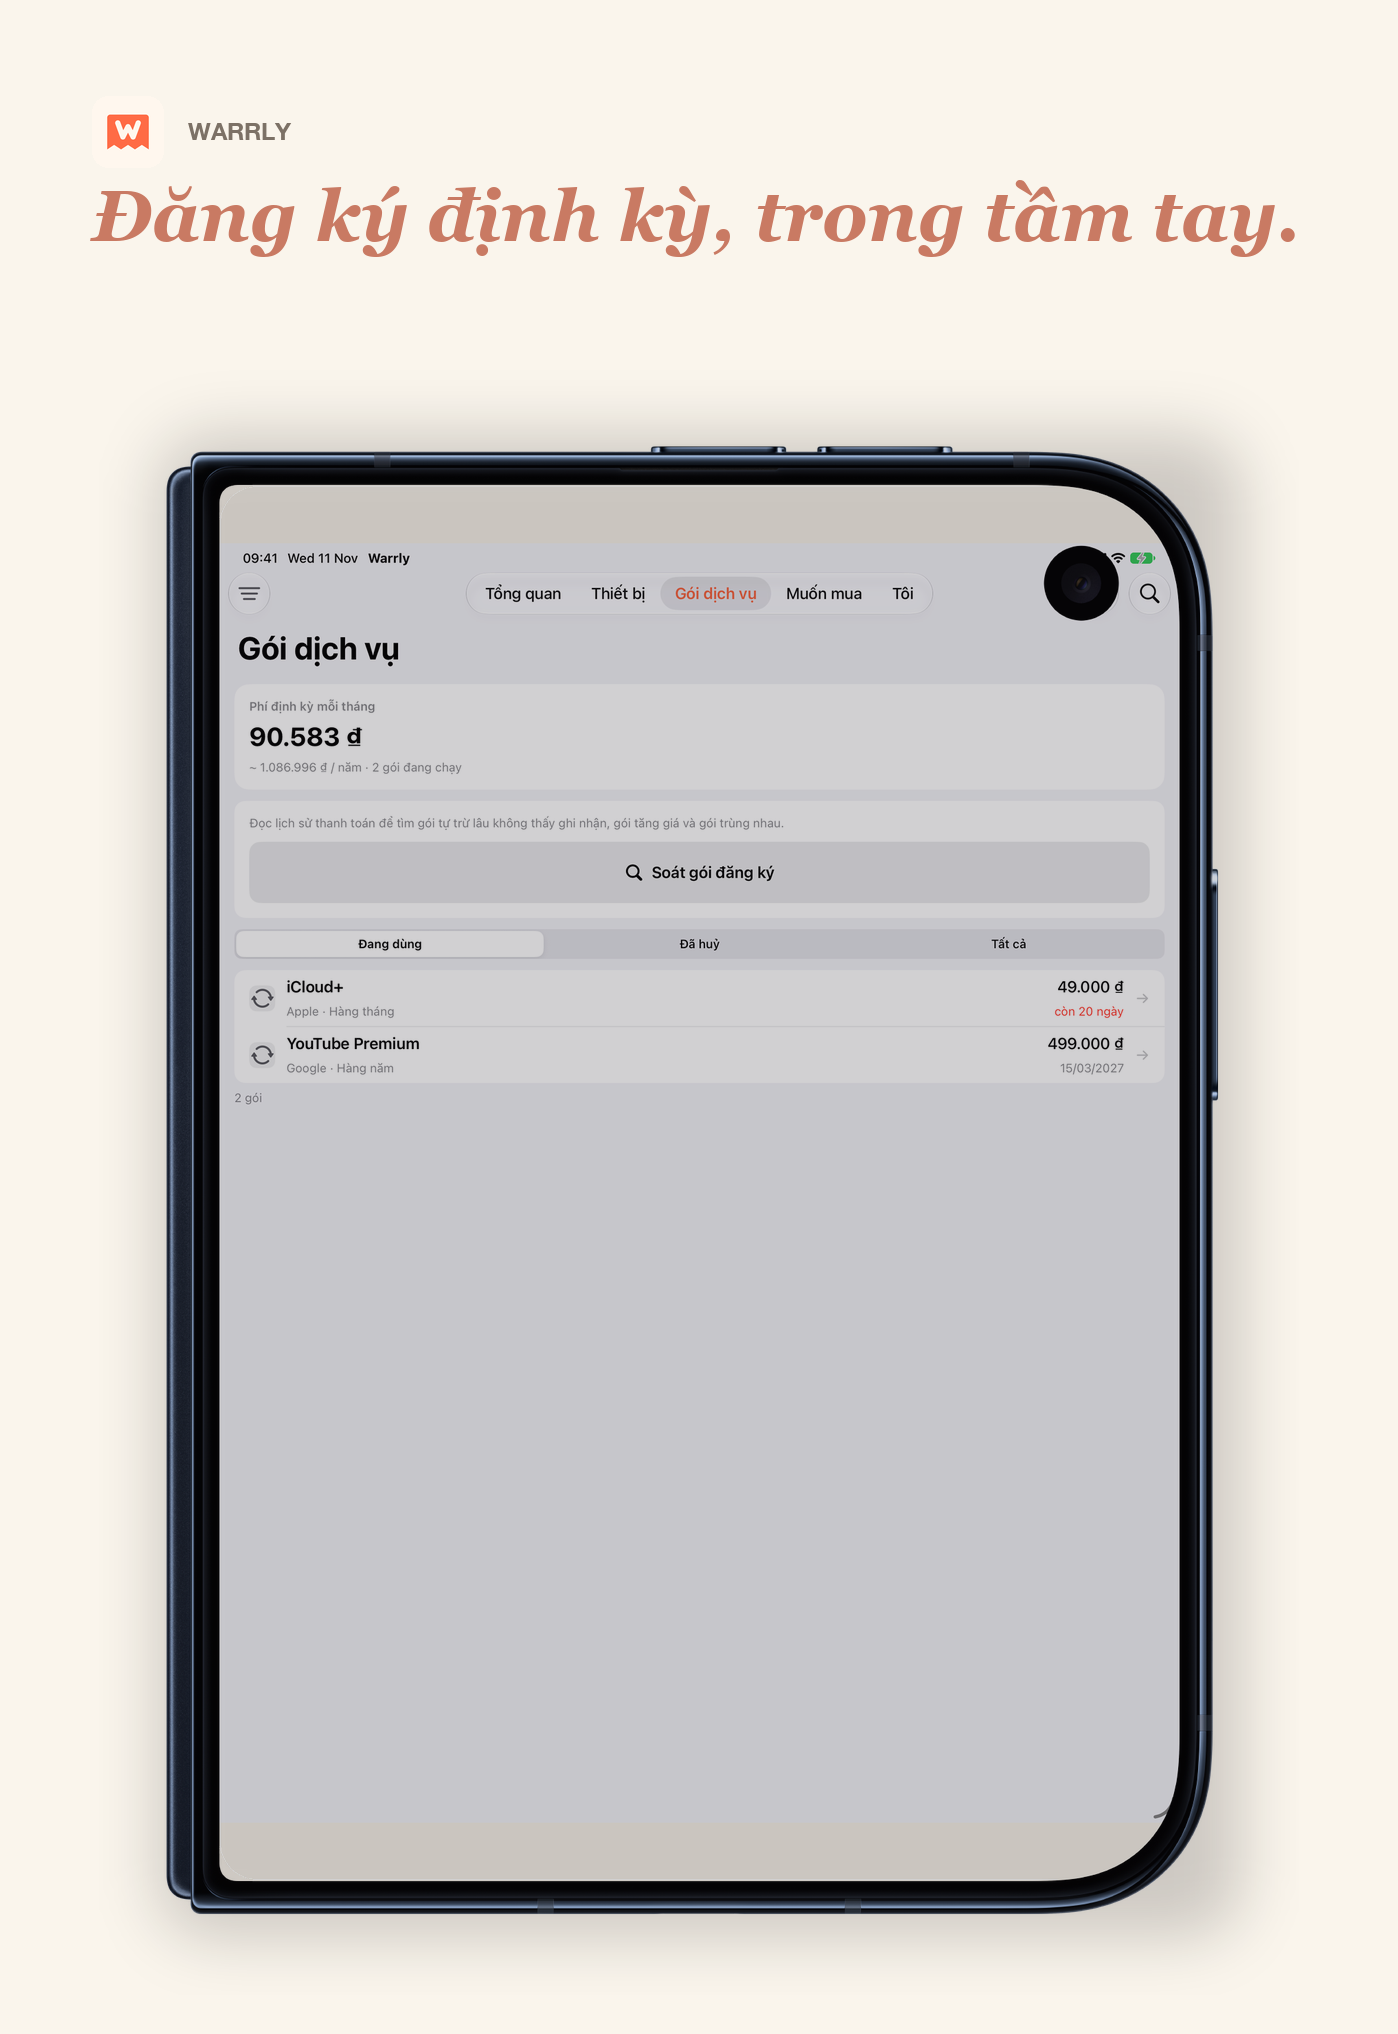 W
WARRLY
Đăng ký định kỳ, trong tầm tay.
09:41 Wed 11 Nov Warrly
Tổng quan Thiết bị Gói dịch vụ Muốn mua Tôi
Gói dịch vụ
Phí định kỳ mỗi tháng
90.583 ₫
~ 1.086.996 ₫ / năm · 2 gói đang chạy
Đọc lịch sử thanh toán để tìm gói tự trừ lâu không thấy ghi nhận, gói tăng giá và gói trùng nhau.
Soát gói đăng ký
Đang dùng Đã huỷ Tất cả
iCloud+ 49.000 ₫
Apple · Hàng tháng còn 20 ngày
YouTube Premium 499.000 ₫
Google · Hàng năm 15/03/2027
2 gói